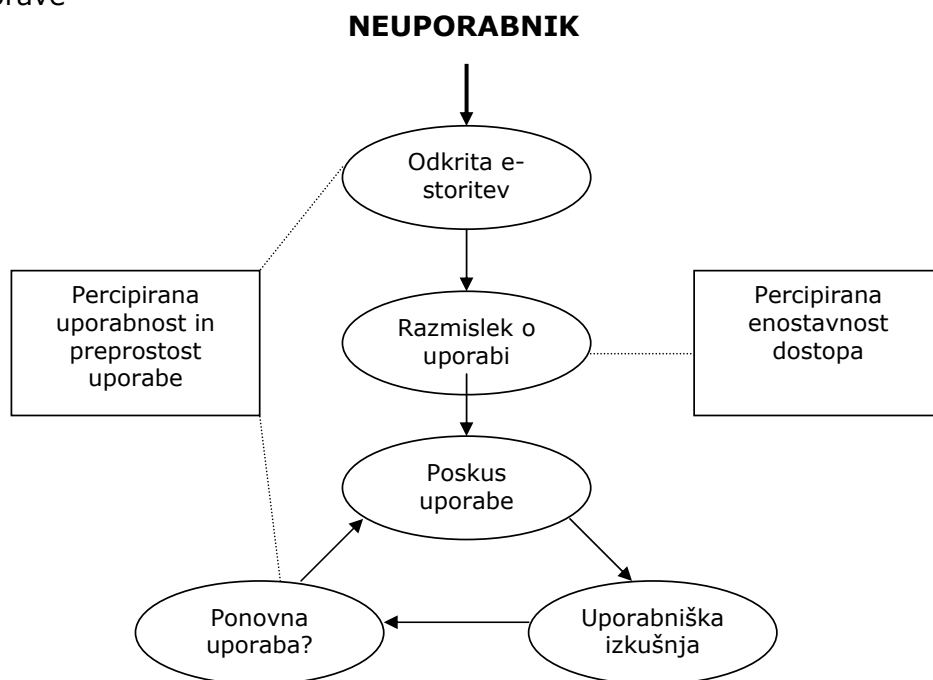 NEUPORABNIK
Odkrita e-
storitev
Percipirana
uporabnost in
preprostost
uporabe
Razmislek o
uporabi
Percipirana
enostavnost
dostopa
Poskus
uporabe
Ponovna
uporaba?
Uporabniška
izkušnja